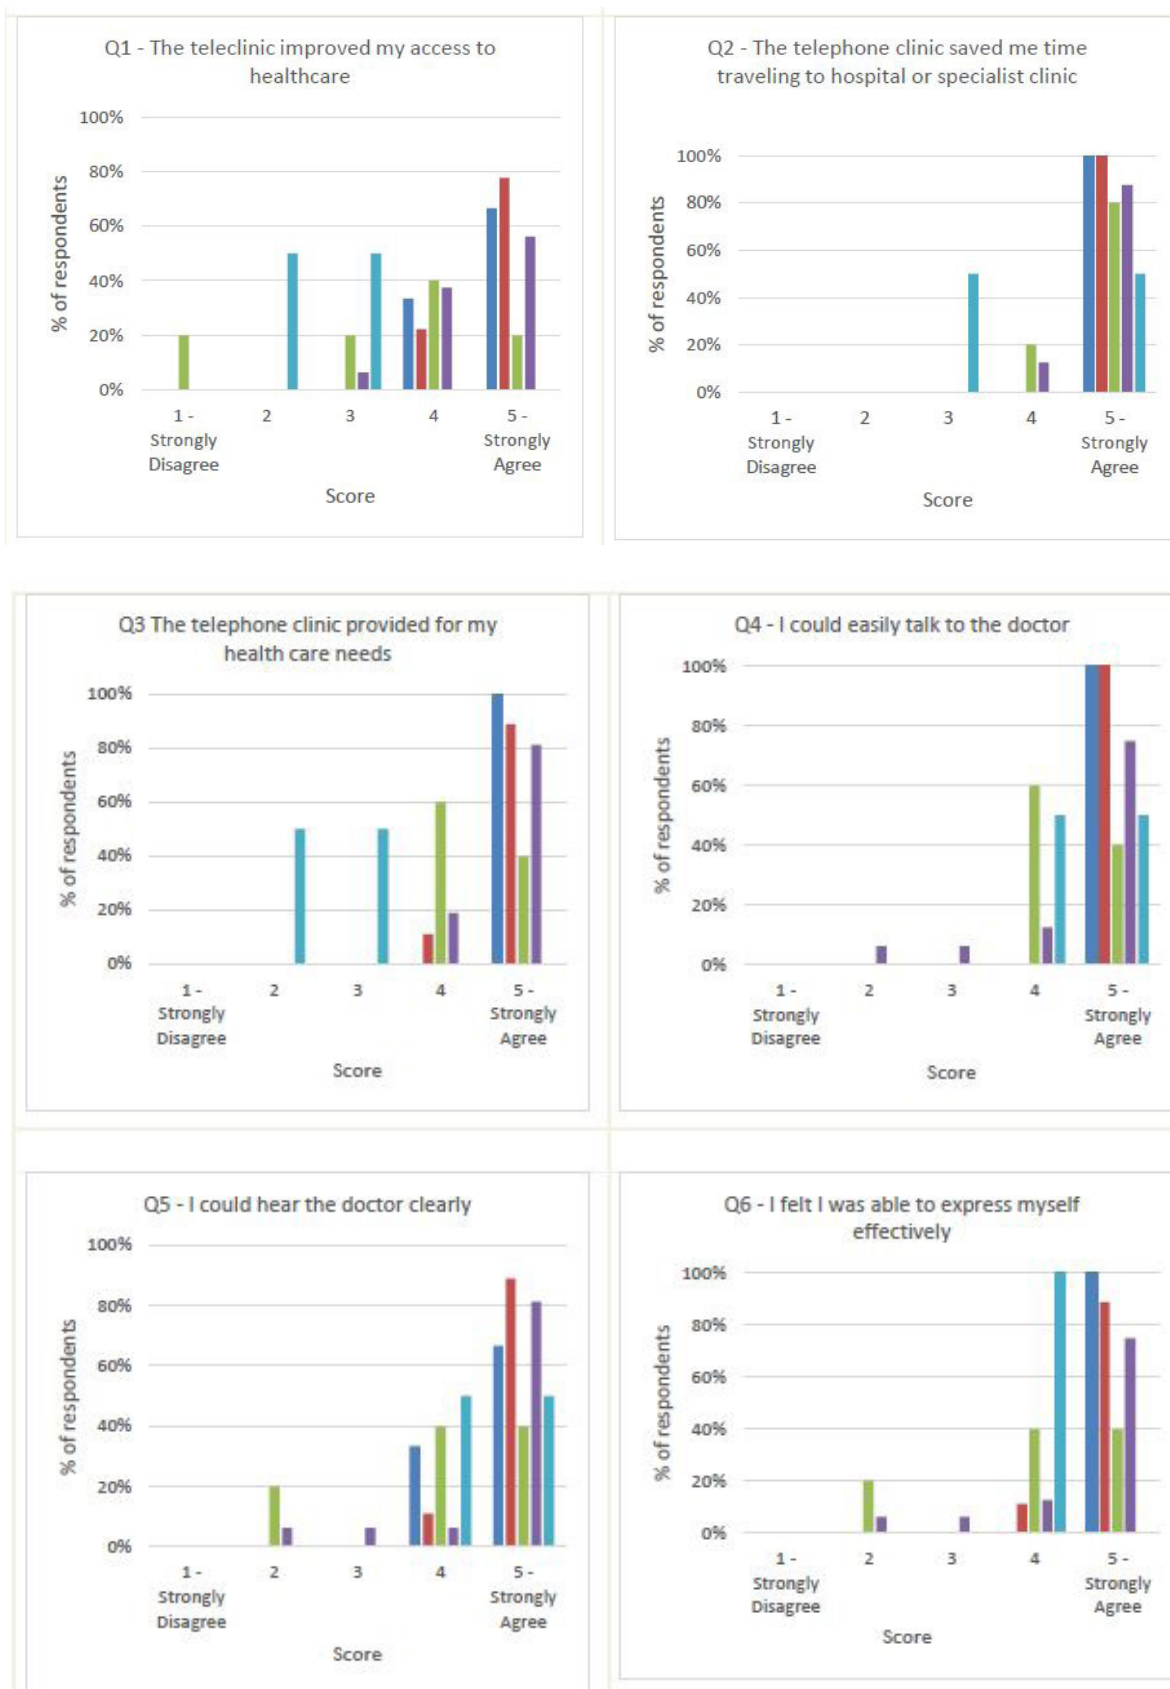 Q1 - The teleclinic improved my access to
healthcare
100%
80%
60%
40%
20%
0%
% of respondents
1 -
Strongly
Disagree
2
3
4
5 -
Strongly
Agree
Score
Q2 - The telephone clinic saved me time
traveling to hospital or specialist clinic
100%
80%
60%
40%
20%
0%
% of respondents
1 -
Strongly
Disagree
2
3
4
5 -
Strongly
Agree
Score
Q3 The telephone clinic provided for my
health care needs
100%
80%
60%
40%
20%
0%
% of respondents
1 -
Strongly
Disagree
2
3
4
5 -
Strongly
Agree
Score
Q4 - I could easily talk to the doctor
100%
80%
60%
40%
20%
0%
% of respondents
1 -
Strongly
Disagree
2
3
4
5 -
Strongly
Agree
Score
Q5 - I could hear the doctor clearly
100%
80%
60%
40%
20%
0%
% of respondents
1 -
Strongly
Disagree
2
3
4
5 -
Strongly
Agree
Score
Q6 - I felt I was able to express myself
effectively
100%
80%
60%
40%
20%
0%
% of respondents
1 -
Strongly
Disagree
2
3
4
5 -
Strongly
Agree
Score